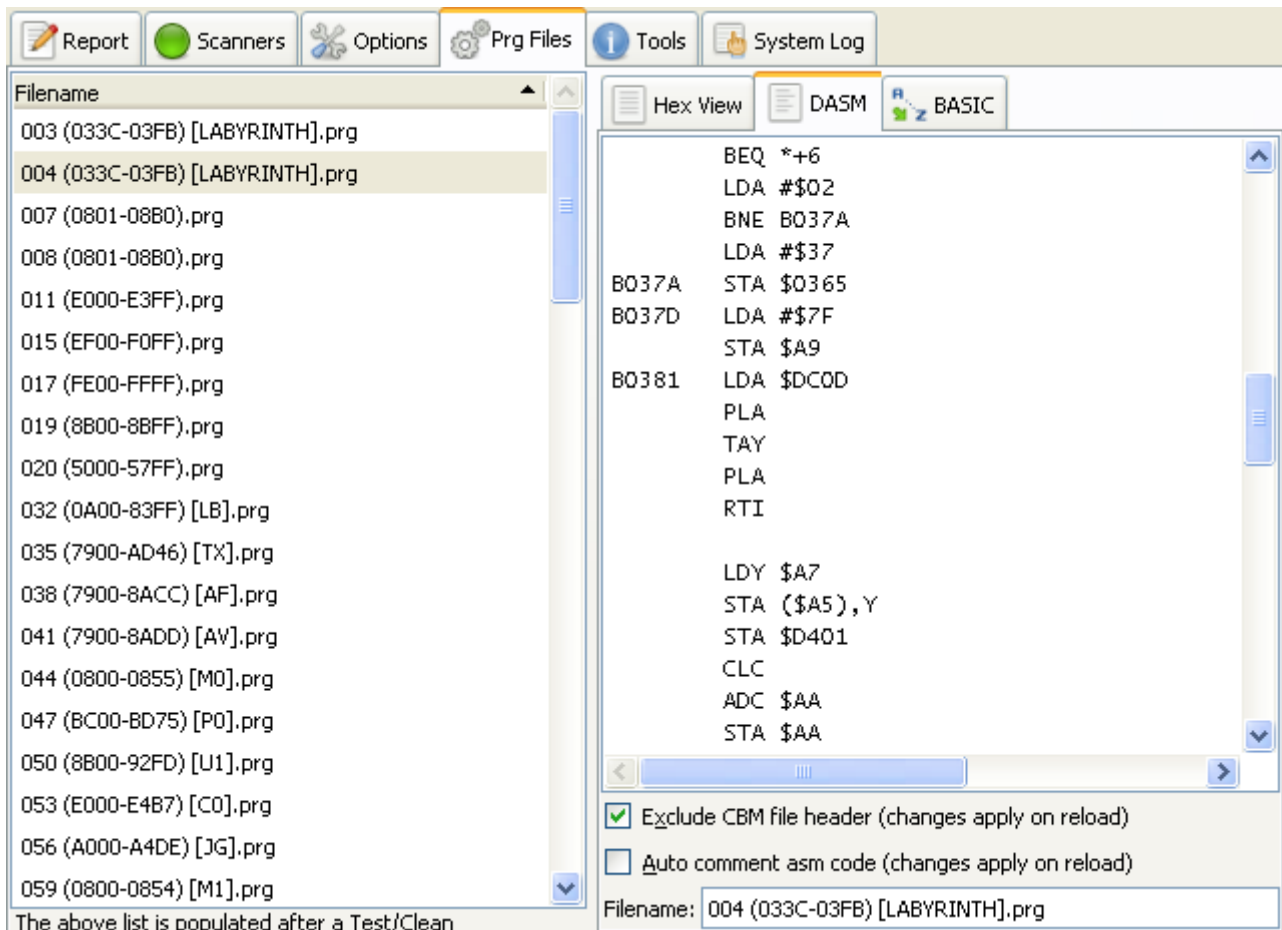 Report Scanners Options Prg Files Tools System Log
Filename
003 (033C-03FB) [LABYRINTH].prg
004 (033C-03FB) [LABYRINTH].prg
007 (0801-08B0).prg
008 (0801-08B0).prg
011 (E000-E3FF).prg
015 (EF00-F0FF).prg
017 (FE00-FFFF).prg
019 (8B00-8BFF).prg
020 (5000-57FF).prg
032 (0A00-83FF) [LB].prg
035 (7900-AD46) [TX].prg
038 (7900-8ACC) [AF].prg
041 (7900-8ADD) [AV].prg
044 (0800-0855) [M0].prg
047 (BC00-BD75) [P0].prg
050 (8B00-92FD) [U1].prg
053 (E000-E4B7) [C0].prg
056 (A000-A4DE) [JG].prg
059 (0800-0854) [M1].prg
The above list is populated after a Test/Clean
Hex View DASM BASIC
BEQ *+6
LDA #$02
BNE B037A
LDA #$37
B037A STA $0365
B037D LDA #$7F
STA $A9
B0381 LDA $DC0D
PLA
TAY
PLA
RTI
LDY $A7
STA ($A5),Y
STA $D401
CLC
ADC $AA
STA $AA
Exclude CBM file header (changes apply on reload)
Auto comment asm code (changes apply on reload)
Filename: 004 (033C-03FB) [LABYRINTH].prg